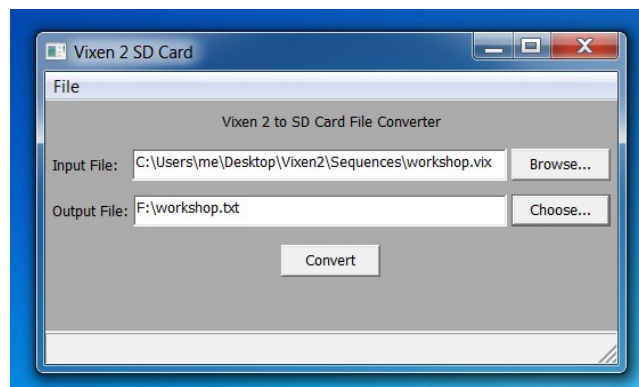 Vixen 2 SD Card
File
Vixen 2 to SD Card File Converter
Input File: C:\Users\me\Desktop\Vixen2\Sequences\workshop.vix Browse...
Output File: F:\workshop.txt Choose...
Convert